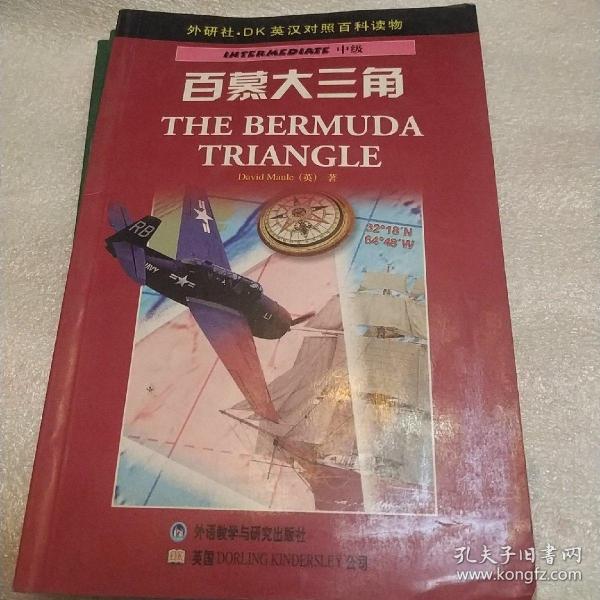 外研社·DK英汉对照百科读物
INTERMEDIATE 中级
百慕大三角
THE BERMUDA
TRIANGLE
David Maule (英) 著
32°18'N
64°48'W
RB
NAVY
外语教学与研究出版社
DK 英国DORLING KINDERSLEY公司
孔夫子旧书网
www.kongfz.com